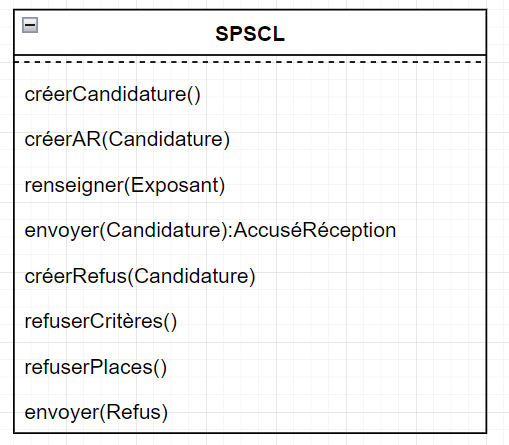 SPSCL
créerCandidature()
créerAR(Candidature)
renseigner(Exposant)
envoyer(Candidature):AccuséRéception
créerRefus(Candidature)
refuserCritères()
refuserPlaces()
envoyer(Refus)